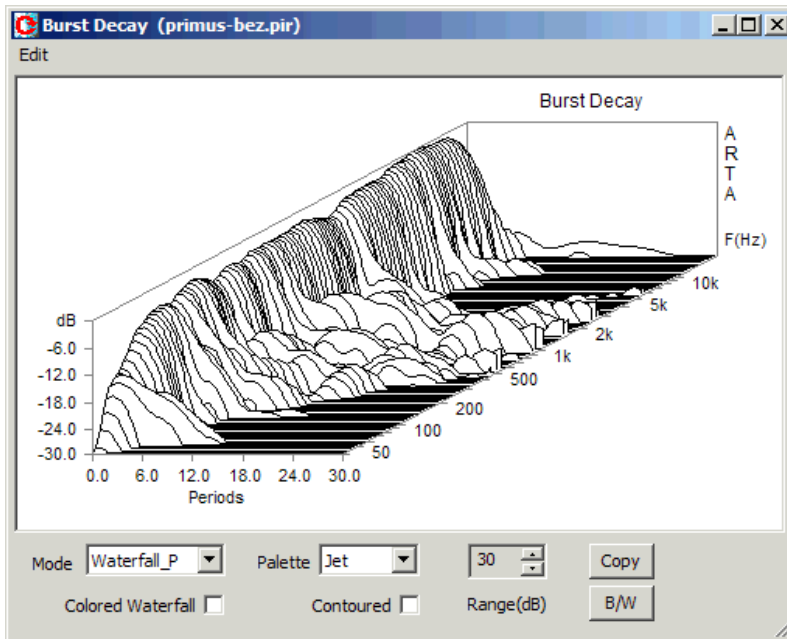 Burst Decay (primus-bez.pir)
Edit
Burst Decay
A
R
T
A
F(Hz)
10k
5k
2k
1k
500
200
100
50
dB
-6.0
-12.0
-18.0
-24.0
-30.0
0.0 6.0 12.0 18.0 24.0 30.0
Periods
Mode Waterfall_P Palette Jet 30 Copy
Colored Waterfall Contoured Range(dB) B/W